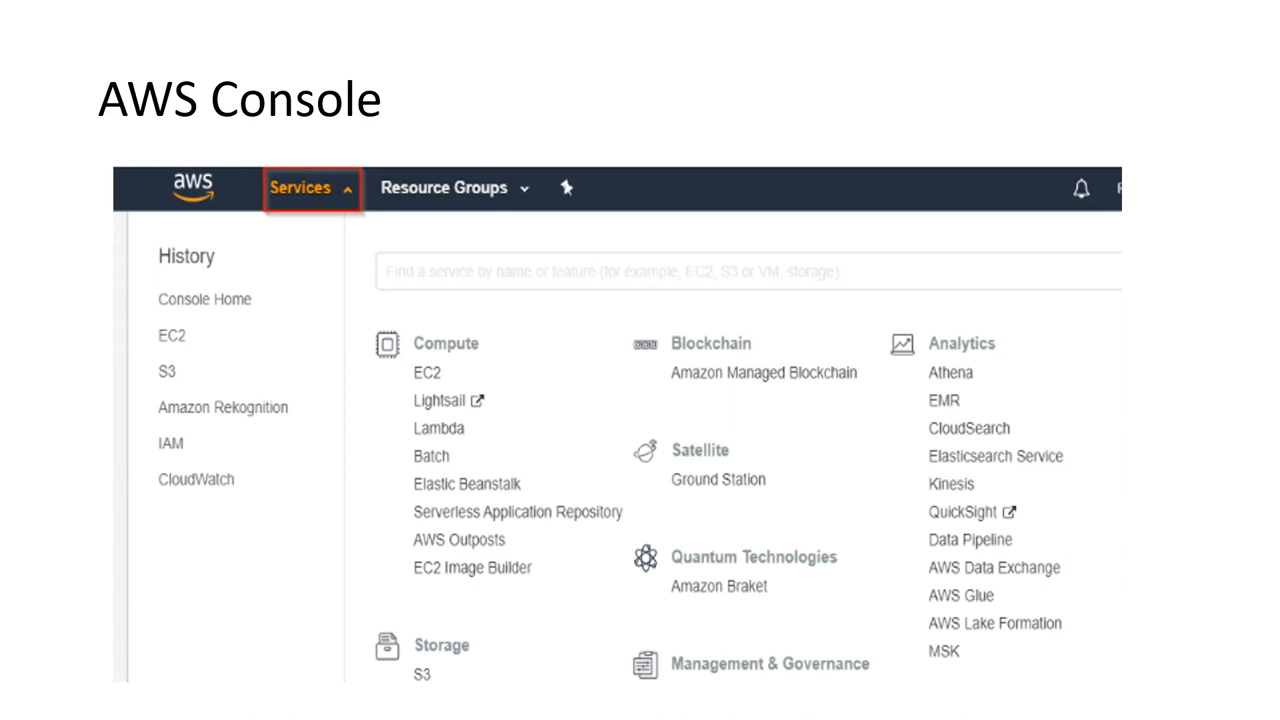 AWS Console
aws
Services
Resource Groups
History
Console Home
EC2
S3
Amazon Rekognition
IAM
CloudWatch
Find a service by name or feature (for example, EC2, S3 or VM, storage).
Compute
EC2
Lightsail
Lambda
Batch
Elastic Beanstalk
Serverless Application Repository
AWS Outposts
EC2 Image Builder
Storage
S3
Blockchain
Amazon Managed Blockchain
Satellite
Ground Station
Quantum Technologies
Amazon Braket
Management & Governance
Analytics
Athena
EMR
CloudSearch
Elasticsearch Service
Kinesis
QuickSight
Data Pipeline
AWS Data Exchange
AWS Glue
AWS Lake Formation
MSK